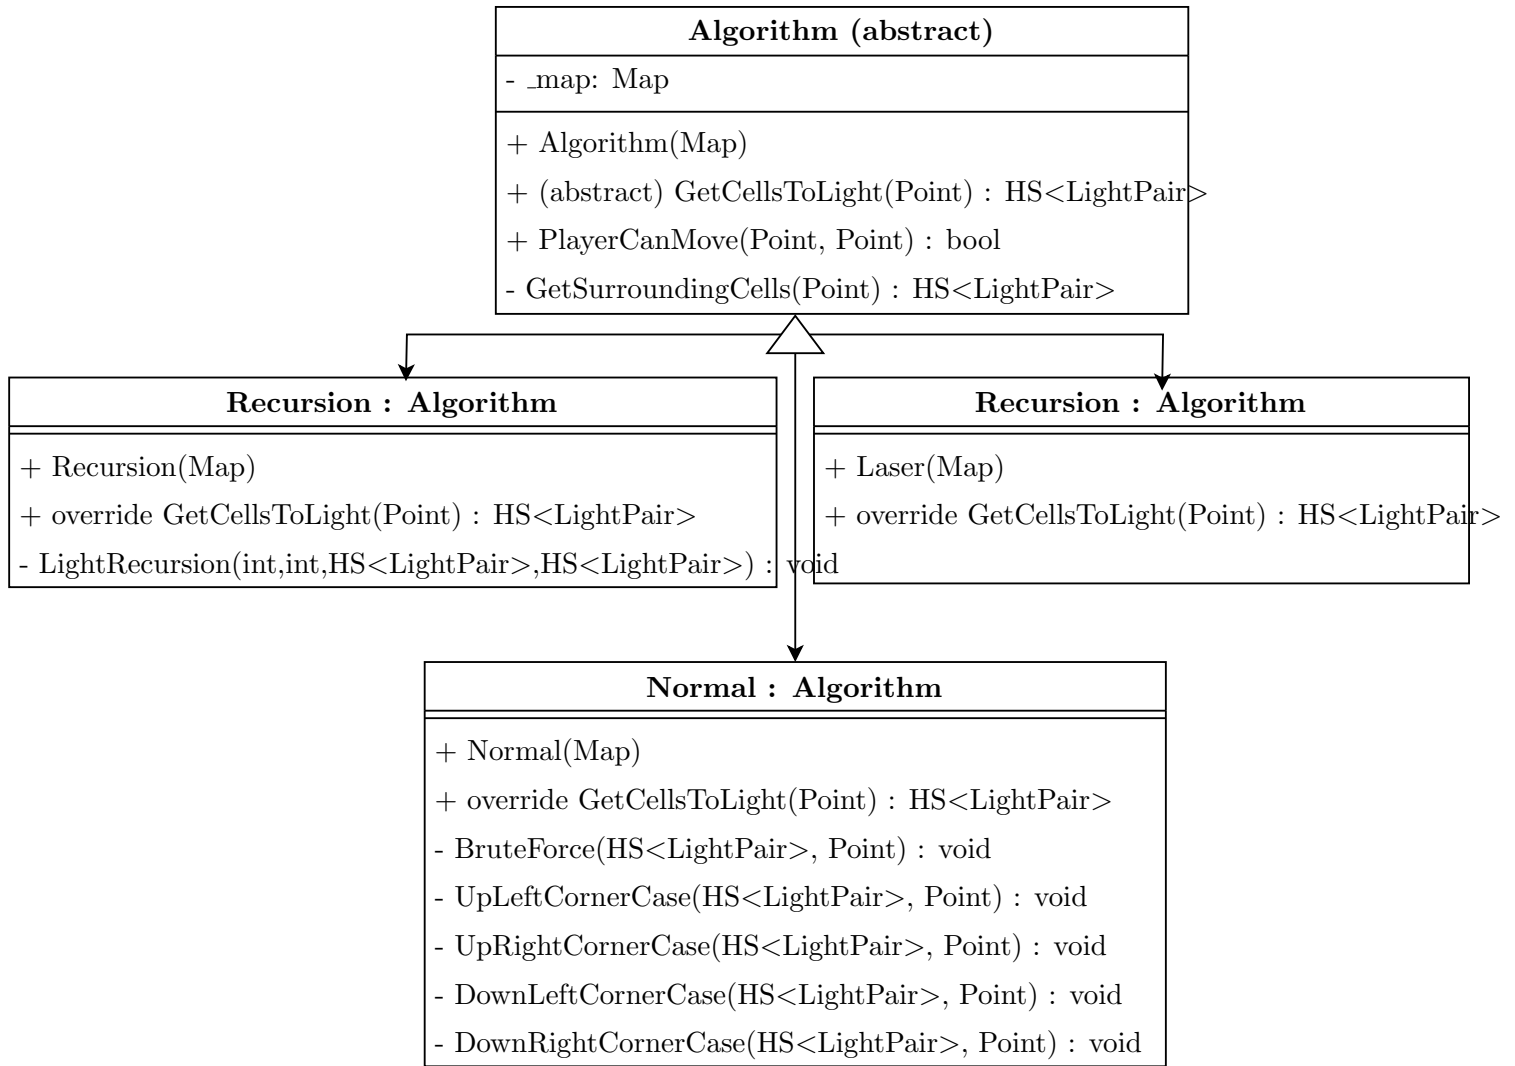 Algorithm (abstract)
- _map: Map
+ Algorithm(Map)
+ (abstract) GetCellsToLight(Point) : HS<LightPair>
+ PlayerCanMove(Point, Point) : bool
- GetSurroundingCells(Point) : HS<LightPair>
Recursion : Algorithm
+ Recursion(Map)
+ override GetCellsToLight(Point) : HS<LightPair>
- LightRecursion(int,int,HS<LightPair>,HS<LightPair>) : void
Recursion : Algorithm
+ Laser(Map)
+ override GetCellsToLight(Point) : HS<LightPair>
Normal : Algorithm
+ Normal(Map)
+ override GetCellsToLight(Point) : HS<LightPair>
- BruteForce(HS<LightPair>, Point) : void
- UpLeftCornerCase(HS<LightPair>, Point) : void
- UpRightCornerCase(HS<LightPair>, Point) : void
- DownLeftCornerCase(HS<LightPair>, Point) : void
- DownRightCornerCase(HS<LightPair>, Point) : void